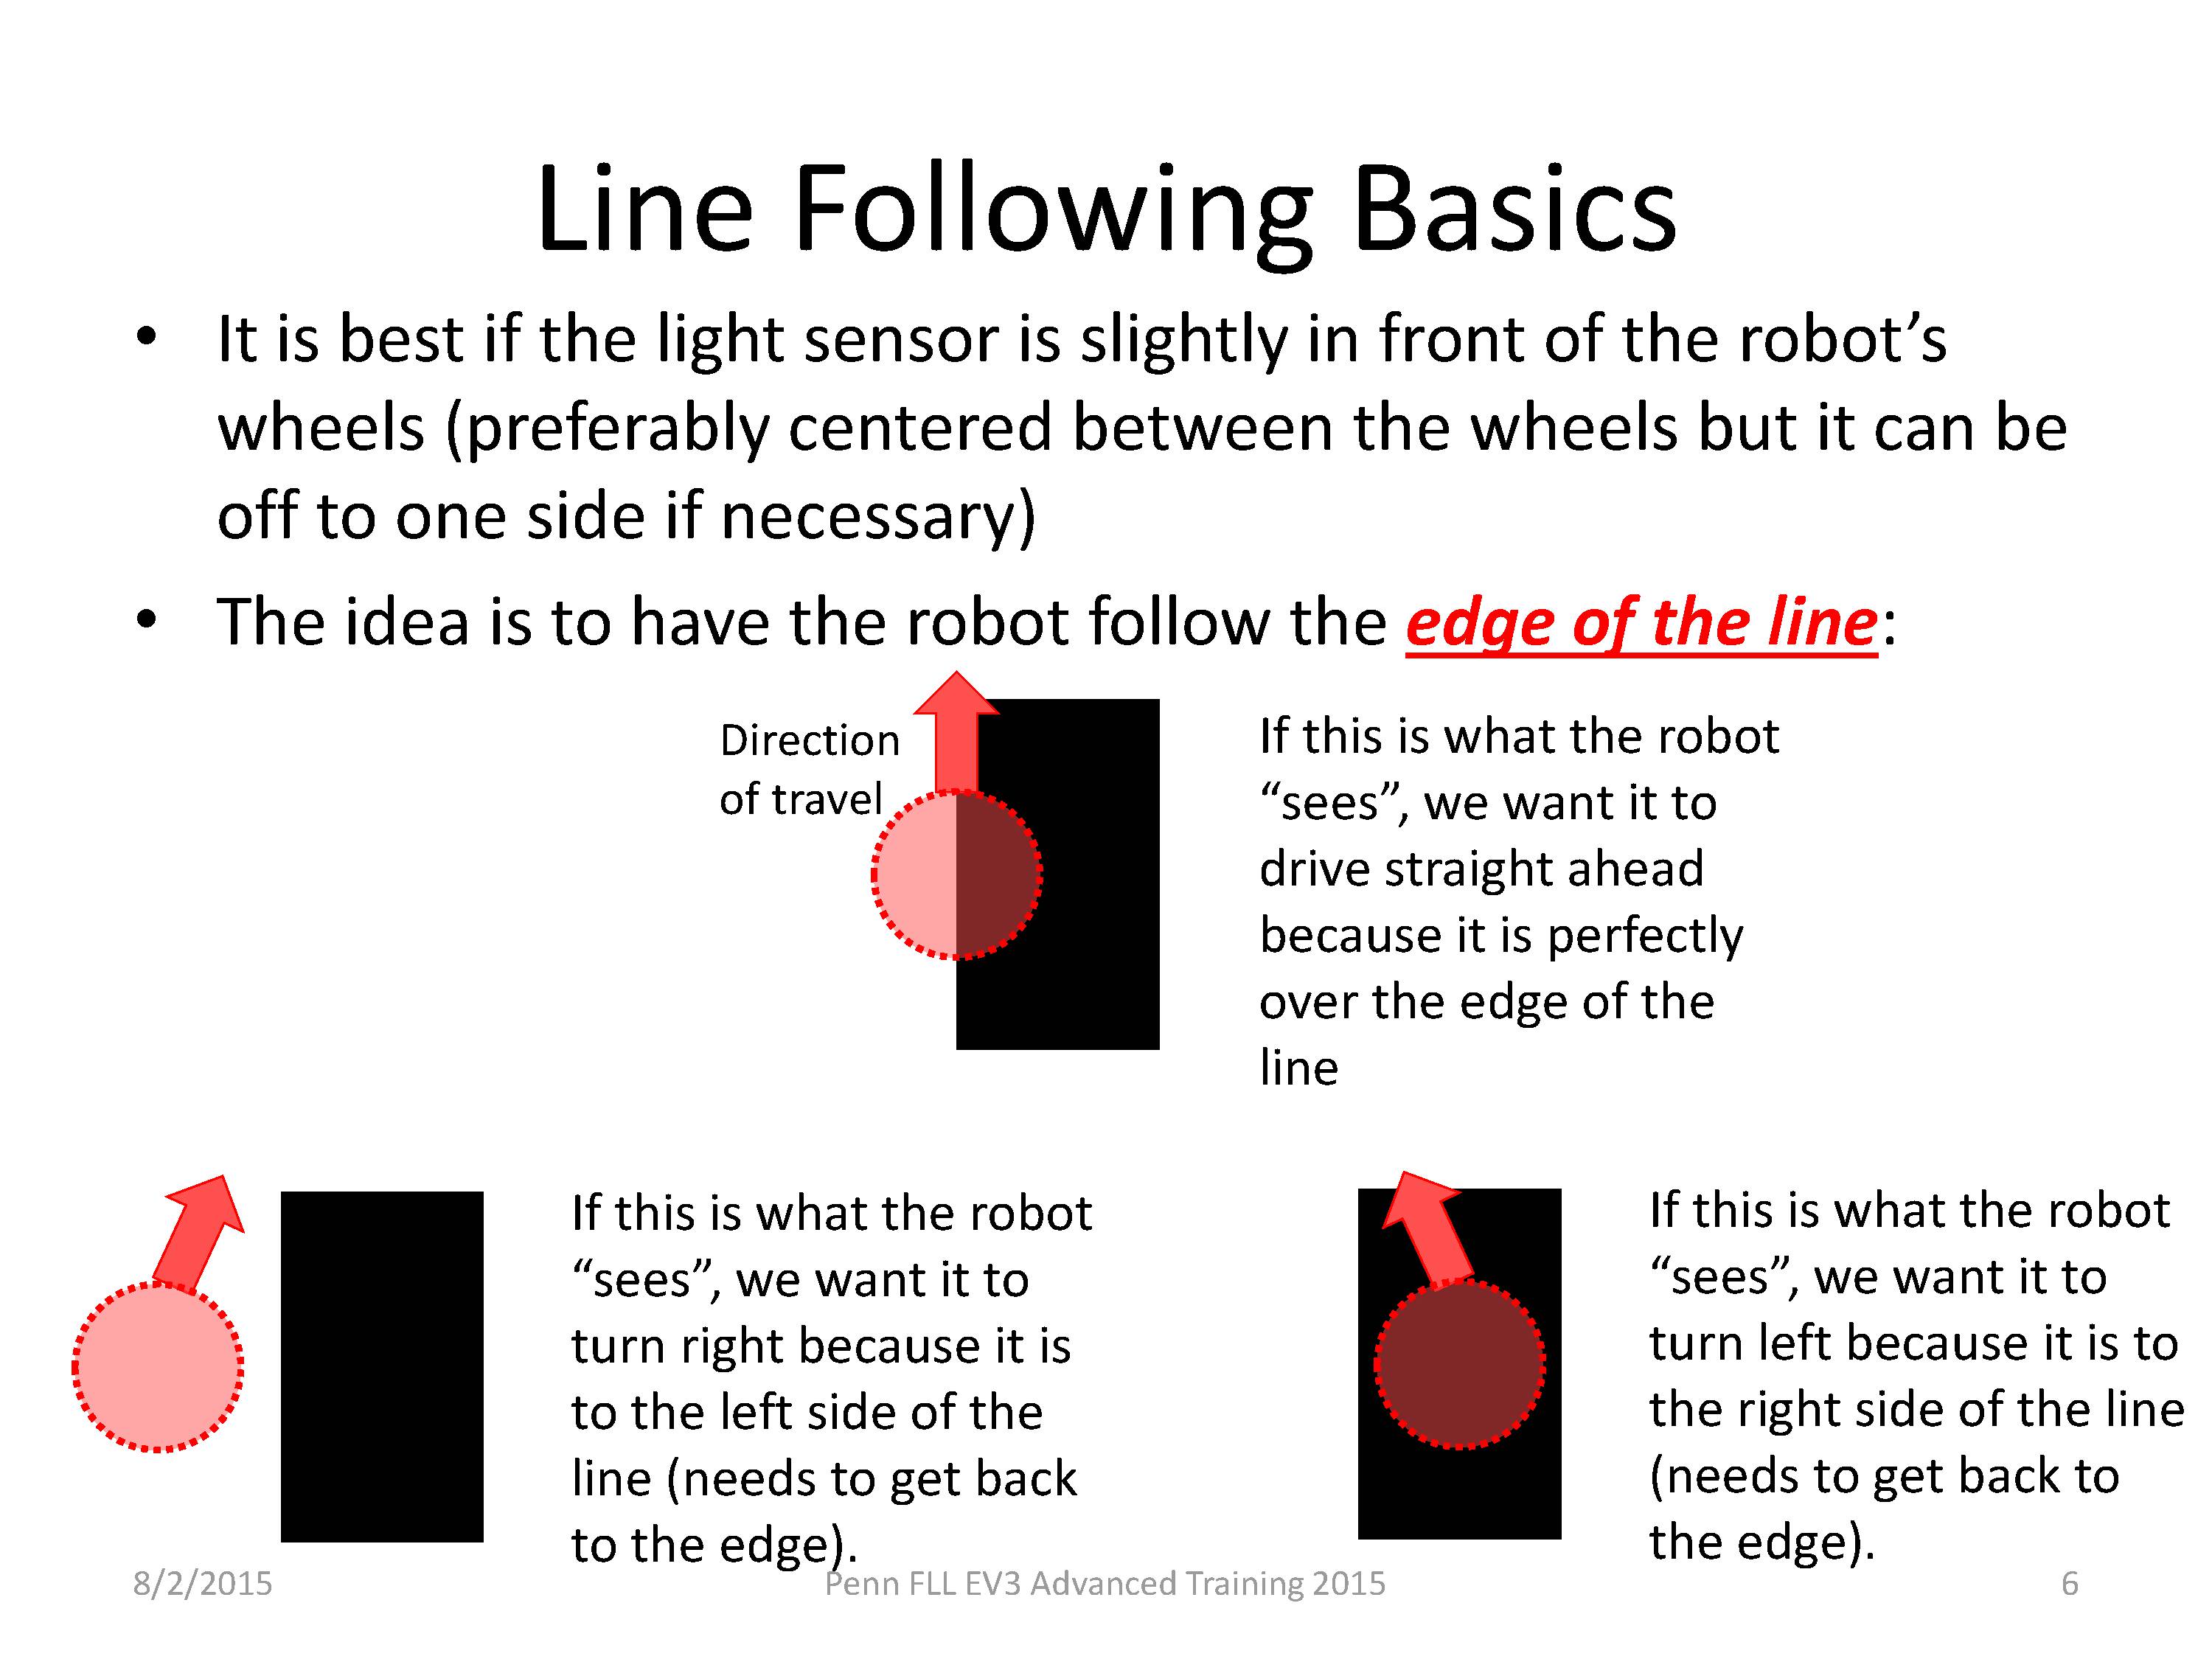 Line Following Basics
• It is best if the light sensor is slightly in front of the robot’s
wheels (preferably centered between the wheels but it can be
off to one side if necessary)
• The idea is to have the robot follow the edge of the line:
Direction
of travel
If this is what the robot
“sees”, we want it to
drive straight ahead
because it is perfectly
over the edge of the
line
If this is what the robot
“sees”, we want it to
turn right because it is
to the left side of the
line (needs to get back
to the edge).
If this is what the robot
“sees”, we want it to
turn left because it is to
the right side of the line
(needs to get back to
the edge).
8/2/2015
Penn FLL EV3 Advanced Training 2015
6